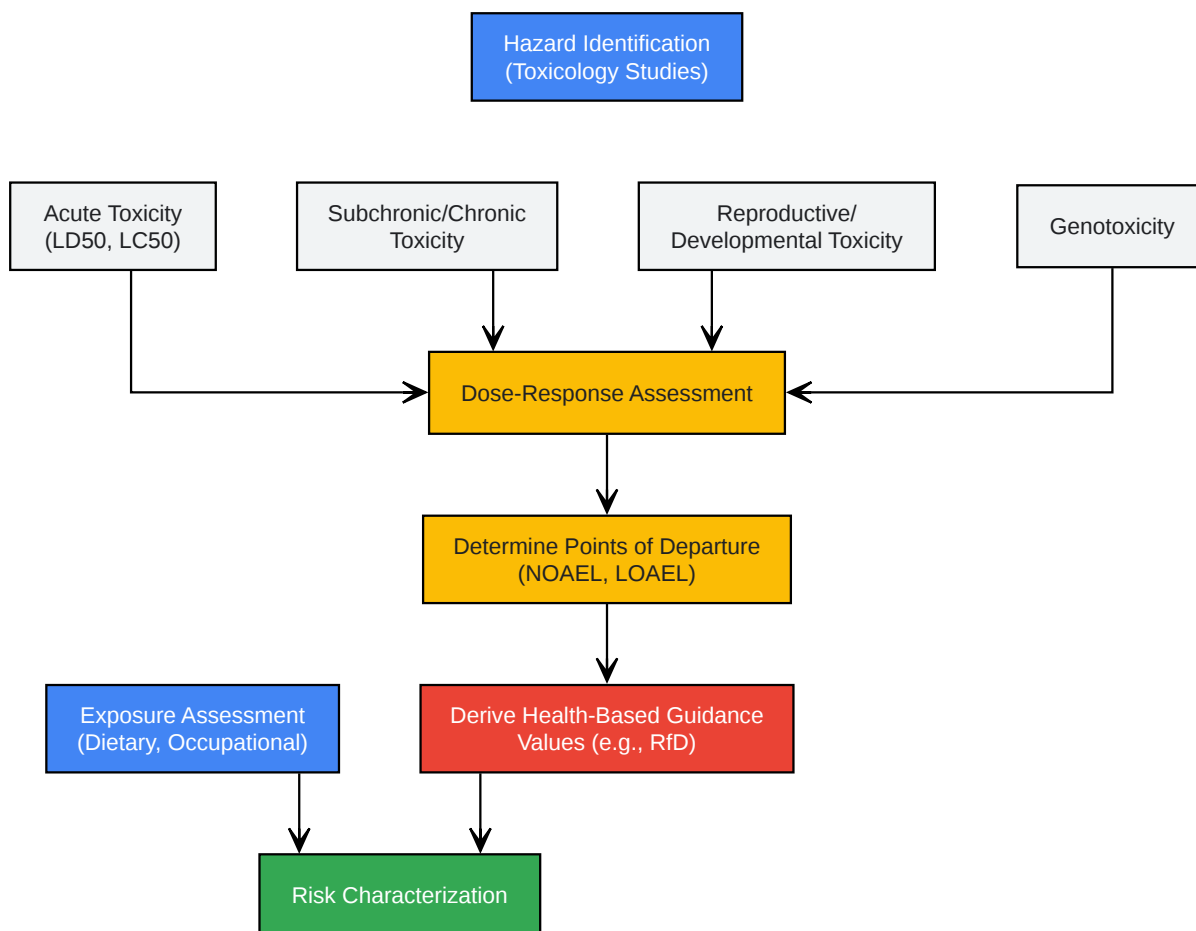 Hazard Identification
(Toxicology Studies)
Acute Toxicity
(LD50, LC50)
Subchronic/Chronic
Toxicity
Reproductive/
Developmental Toxicity
Genotoxicity
Dose-Response Assessment
Determine Points of Departure
(NOAEL, LOAEL)
Exposure Assessment
(Dietary, Occupational)
Derive Health-Based Guidance
Values (e.g., RfD)
Risk Characterization